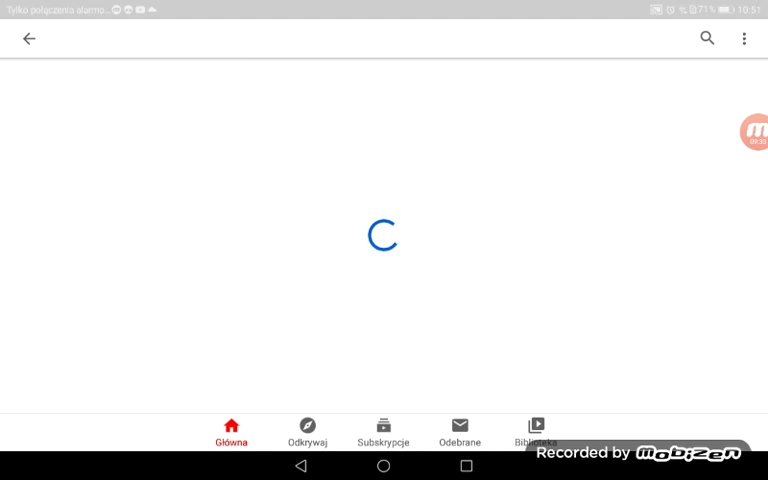 Tylko połączenia alarmo...
71% 10:51
m
Główna
Odkrywaj
Subskrypcje
Odebrane
Biblioteka
Recorded by mobizen